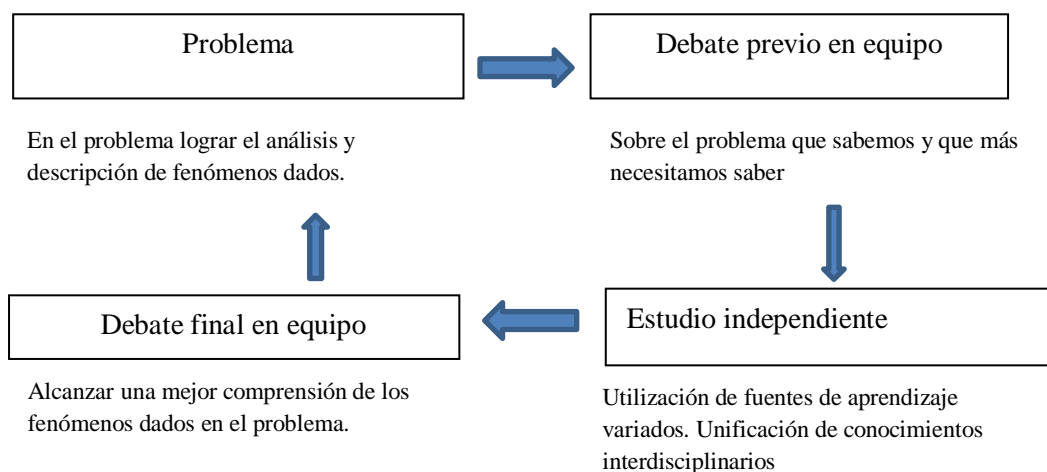 Problema
Debate previo en equipo
En el problema lograr el análisis y
descripción de fenómenos dados.
Sobre el problema que sabemos y que más
necesitamos saber
Debate final en equipo
Estudio independiente
Alcanzar una mejor comprensión de los
fenómenos dados en el problema.
Utilización de fuentes de aprendizaje
variados. Unificación de conocimientos
interdisciplinarios